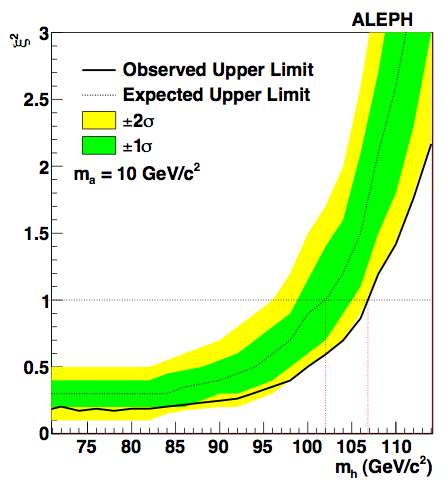 ALEPH
ξ²
3
2.5
2
1.5
1
0.5
0
Observed Upper Limit
Expected Upper Limit
±2σ
±1σ
mₐ = 10 GeV/c²
75 80 85 90 95 100 105 110
mₕ (GeV/c²)